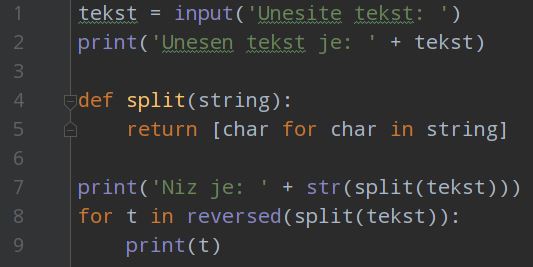 1 tekst = input('Unesite tekst: ')
2 print('Unesen tekst je: ' + tekst)
3
4 def split(string):
5     return [char for char in string]
6
7 print('Niz je: ' + str(split(tekst)))
8 for t in reversed(split(tekst)):
9     print(t)